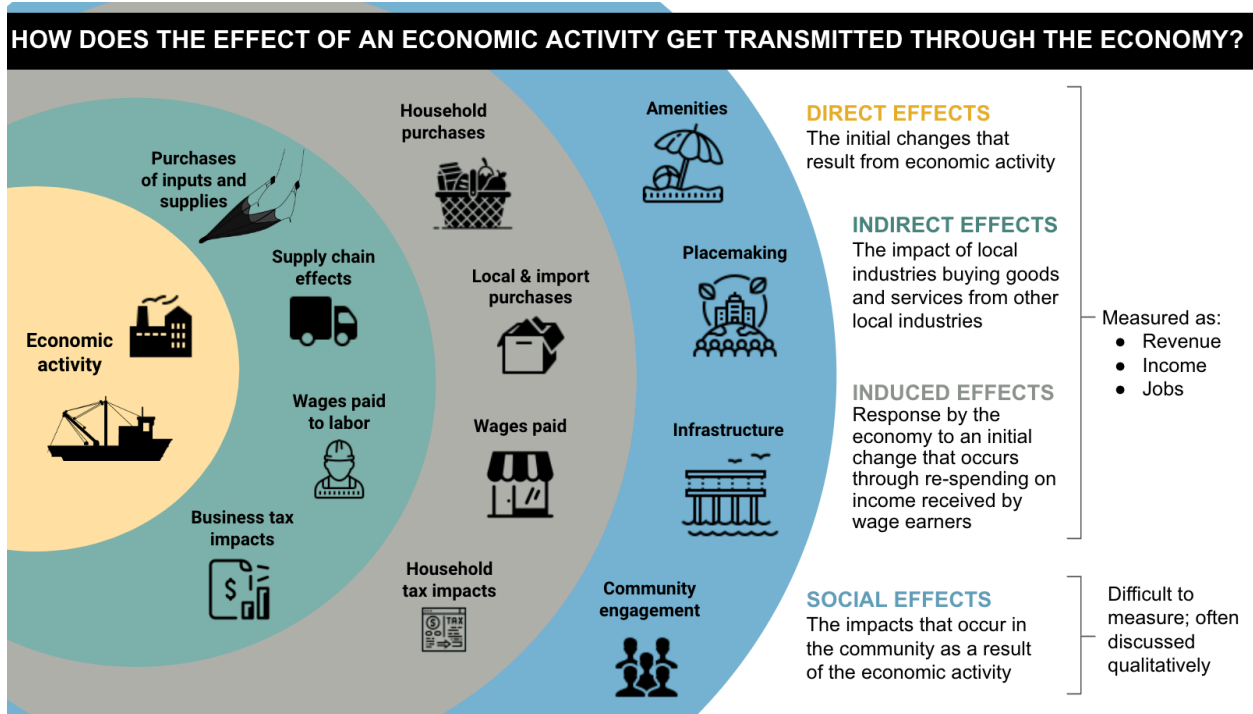 HOW DOES THE EFFECT OF AN ECONOMIC ACTIVITY GET TRANSMITTED THROUGH THE ECONOMY?
Economic
activity
Purchases
of inputs and
supplies
Supply chain
effects
Wages paid
to labor
Business tax
impacts
$
Household
purchases
Local & import
purchases
Wages paid
Household
tax impacts
$ TAX
Amenities
Placemaking
Infrastructure
Community
engagement
DIRECT EFFECTS
The initial changes that
result from economic activity
INDIRECT EFFECTS
The impact of local
industries buying goods
and services from other
local industries
INDUCED EFFECTS
Response by the
economy to an initial
change that occurs
through re-spending on
income received by
wage earners
Measured as:
● Revenue
● Income
● Jobs
SOCIAL EFFECTS
The impacts that occur in
the community as a result
of the economic activity
Difficult to
measure; often
discussed
qualitatively